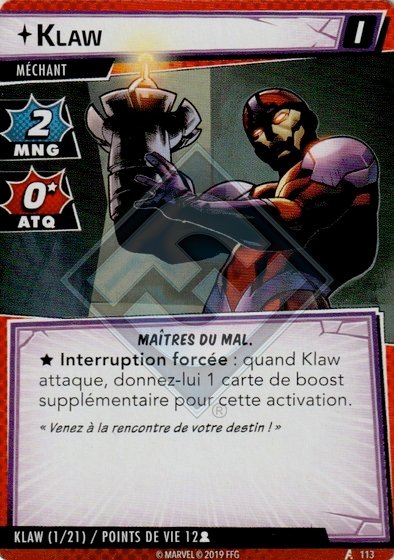 KLAW
I
MÉCHANT
2
MNG
0★
ATQ
MAÎTRES DU MAL.
★ Interruption forcée : quand Klaw
attaque, donnez-lui 1 carte de boost
supplémentaire pour cette activation.
« Venez à la rencontre de votre destin ! »
KLAW (1/21) / POINTS DE VIE 12
© MARVEL © 2019 FFG
113